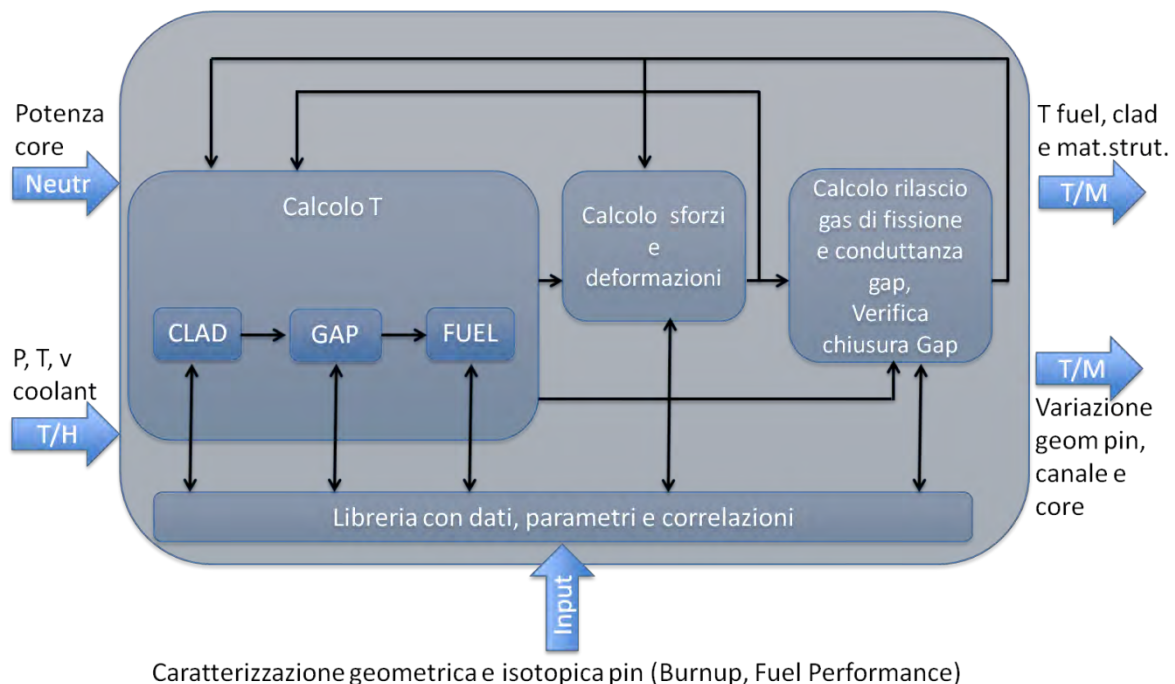 Potenza
core
Neutr
P, T, v
coolant
T/H
Calcolo T
CLAD
GAP
FUEL
Calcolo sforzi
e
deformazioni
Calcolo rilascio
gas di fissione
e conduttanza
gap,
Verifica
chiusura Gap
T fuel, clad
e mat.strut.
T/M
T/M
Variazione
geom pin,
canale e
core
Libreria con dati, parametri e correlazioni
Input
Caratterizzazione geometrica e isotopica pin (Burnup, Fuel Performance)